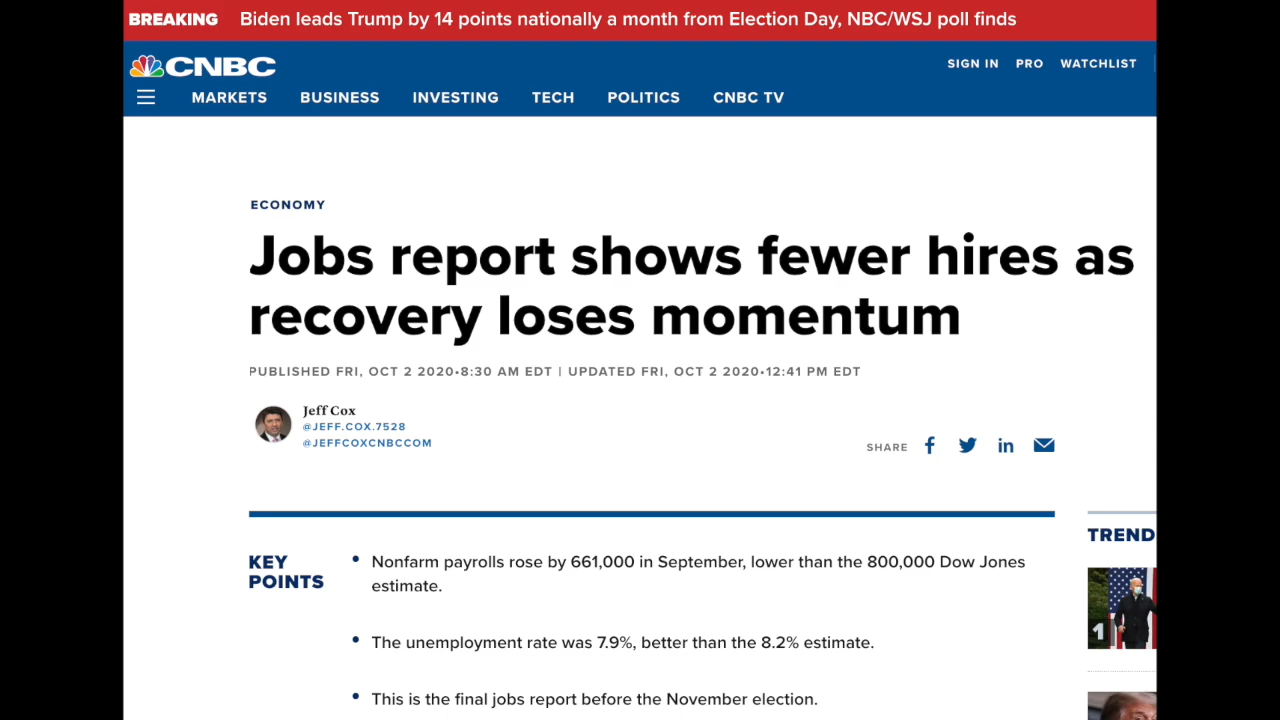 BREAKING Biden leads Trump by 14 points nationally a month from Election Day, NBC/WSJ poll finds
CNBC SIGN IN PRO WATCHLIST
MARKETS BUSINESS INVESTING TECH POLITICS CNBC TV
ECONOMY
Jobs report shows fewer hires as
recovery loses momentum
PUBLISHED FRI, OCT 2 2020•8:30 AM EDT | UPDATED FRI, OCT 2 2020•12:41 PM EDT
Jeff Cox
@JEFF.COX.7528
@JEFFCOXCNBCCOM
SHARE
TREND
KEY
POINTS
• Nonfarm payrolls rose by 661,000 in September, lower than the 800,000 Dow Jones
estimate.
• The unemployment rate was 7.9%, better than the 8.2% estimate.
• This is the final jobs report before the November election.
1